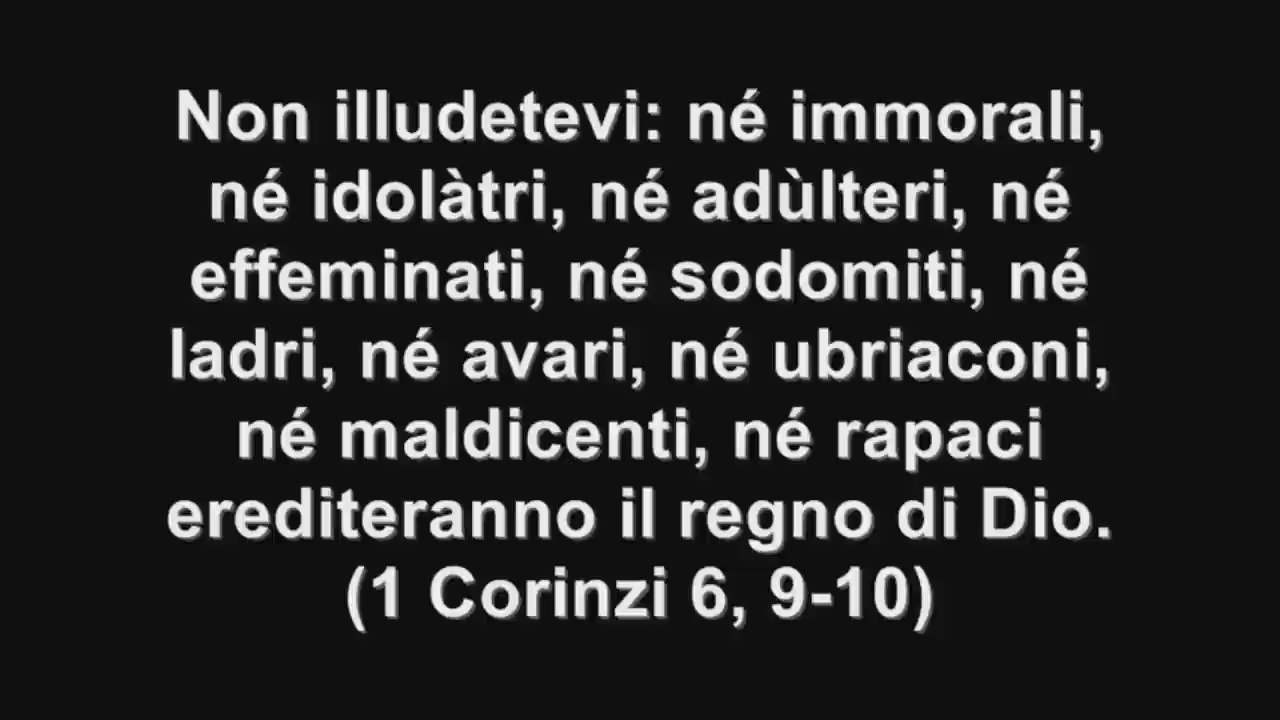 Non illudetevi: né immorali,
né idolàtri, né adùlteri, né
effeminati, né sodomiti, né
ladri, né avari, né ubriaconi,
né maldicenti, né rapaci
erediteranno il regno di Dio.
(1 Corinzi 6, 9-10)